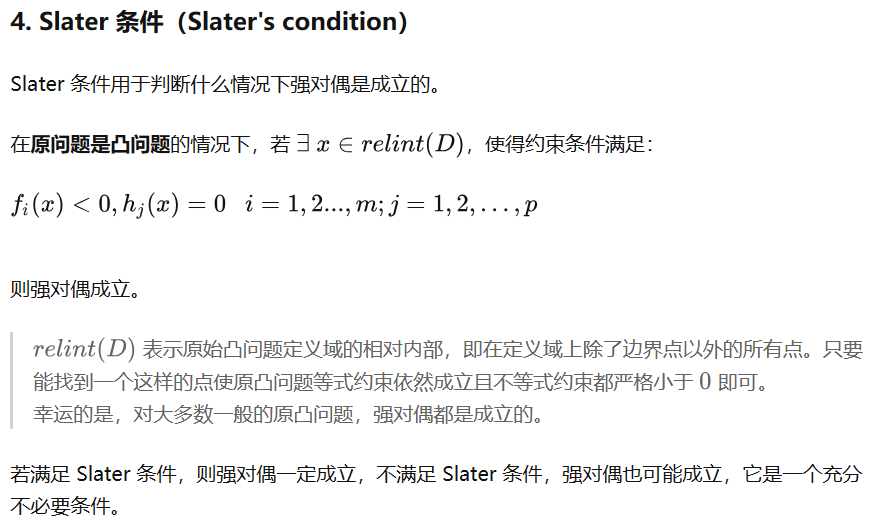 4. Slater 条件（Slater's condition）
Slater 条件用于判断什么情况下强对偶是成立的。
在原问题是凸问题的情况下，若 ∃ x ∈ relint(D)，使得约束条件满足：
f_i(x) < 0, h_j(x) = 0   i = 1, 2..., m; j = 1, 2, . . . , p
则强对偶成立。
relint(D) 表示原始凸问题定义域的相对内部，即在定义域上除了边界点以外的所有点。只要
能找到一个这样的点使原凸问题等式约束依然成立且不等式约束都严格小于 0 即可。
幸运的是，对大多数一般的原凸问题，强对偶都是成立的。
若满足 Slater 条件，则强对偶一定成立，不满足 Slater 条件，强对偶也可能成立，它是一个充分
不必要条件。